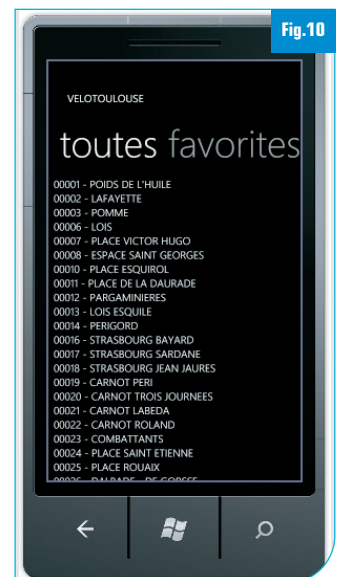 Fig.10
VELOTOULOUSE
toutes favorites
00001 - POIDS DE L'HUILE
00002 - LAFAYETTE
00003 - POMME
00006 - LOIS
00007 - PLACE VICTOR HUGO
00008 - ESPACE SAINT GEORGES
00010 - PLACE ESQUIROL
00011 - PLACE DE LA DAURADE
00012 - PARGAMINIERES
00013 - LOIS ESQUILE
00014 - PERIGORD
00016 - STRASBOURG BAYARD
00017 - STRASBOURG SARDANE
00018 - STRASBOURG JEAN JAURES
00019 - CARNOT PERI
00020 - CARNOT TROIS JOURNEES
00021 - CARNOT LABEDA
00022 - CARNOT ROLAND
00023 - COMBATTANTS
00024 - PLACE SAINT ETIENNE
00025 - PLACE ROUAIX